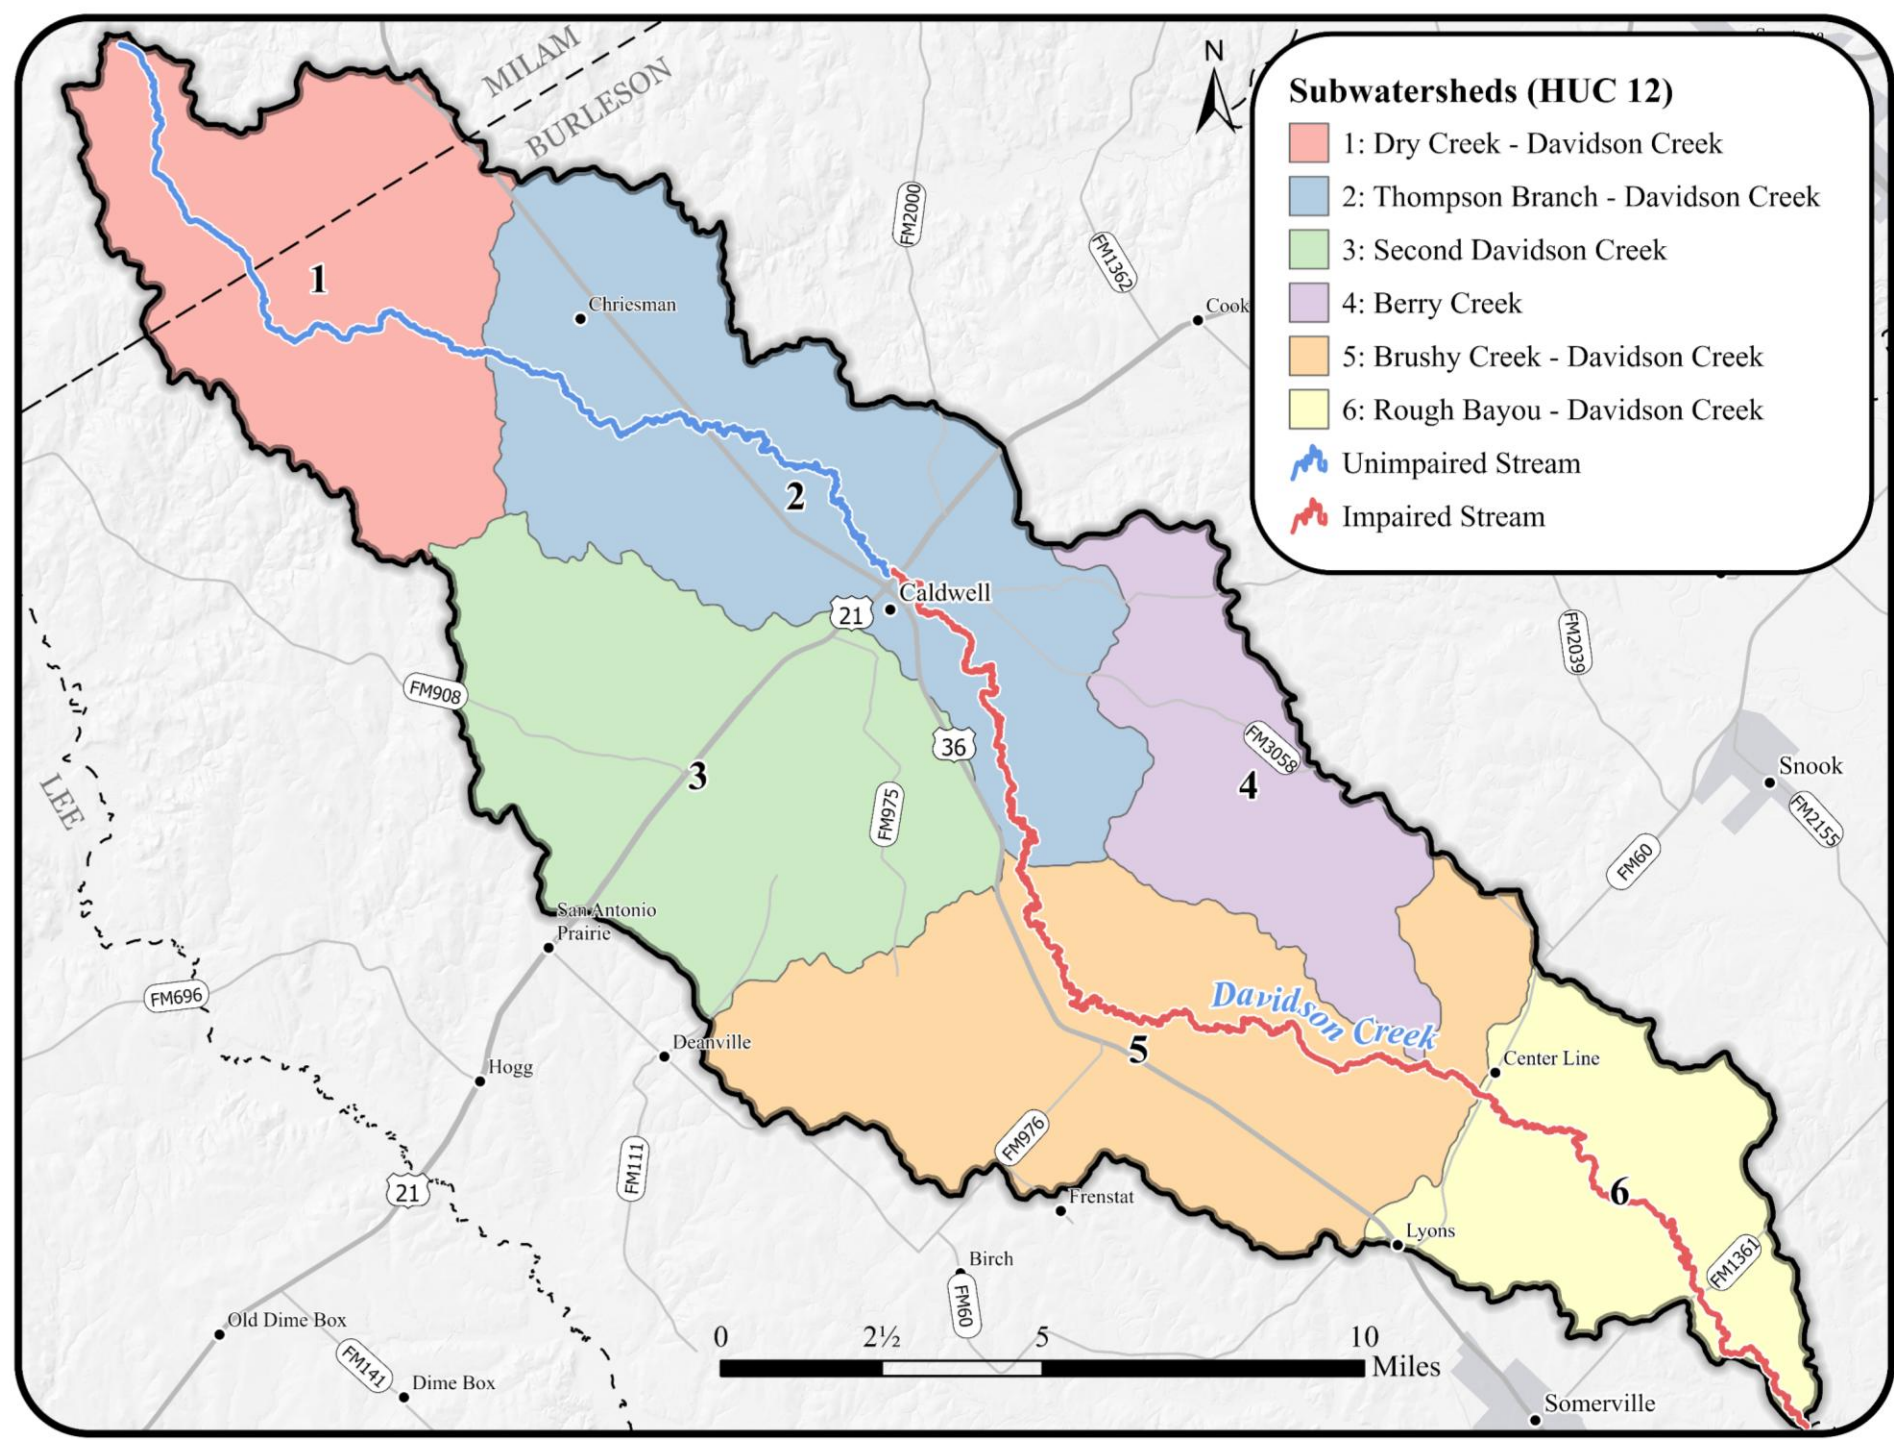 MILAM
BURLESON
N
Subwatersheds (HUC 12)
1: Dry Creek - Davidson Creek
2: Thompson Branch - Davidson Creek
3: Second Davidson Creek
4: Berry Creek
5: Brushy Creek - Davidson Creek
6: Rough Bayou - Davidson Creek
Unimpaired Stream
Impaired Stream
FM2000
FM1362
1
Chriesman
Cook
2
Caldwell
21
FM2039
FM908
36
FM3058
LEE
3
FM975
4
Snook
FM2155
FM60
San Antonio
Prairie
FM696
Davidson Creek
Deanville
5
Center Line
Hogg
FM976
FM111
21
Frenstat
6
Lyons
Birch
FM1361
FM60
Old Dime Box
FM141
Dime Box
0 2½ 5 10
Miles
Somerville